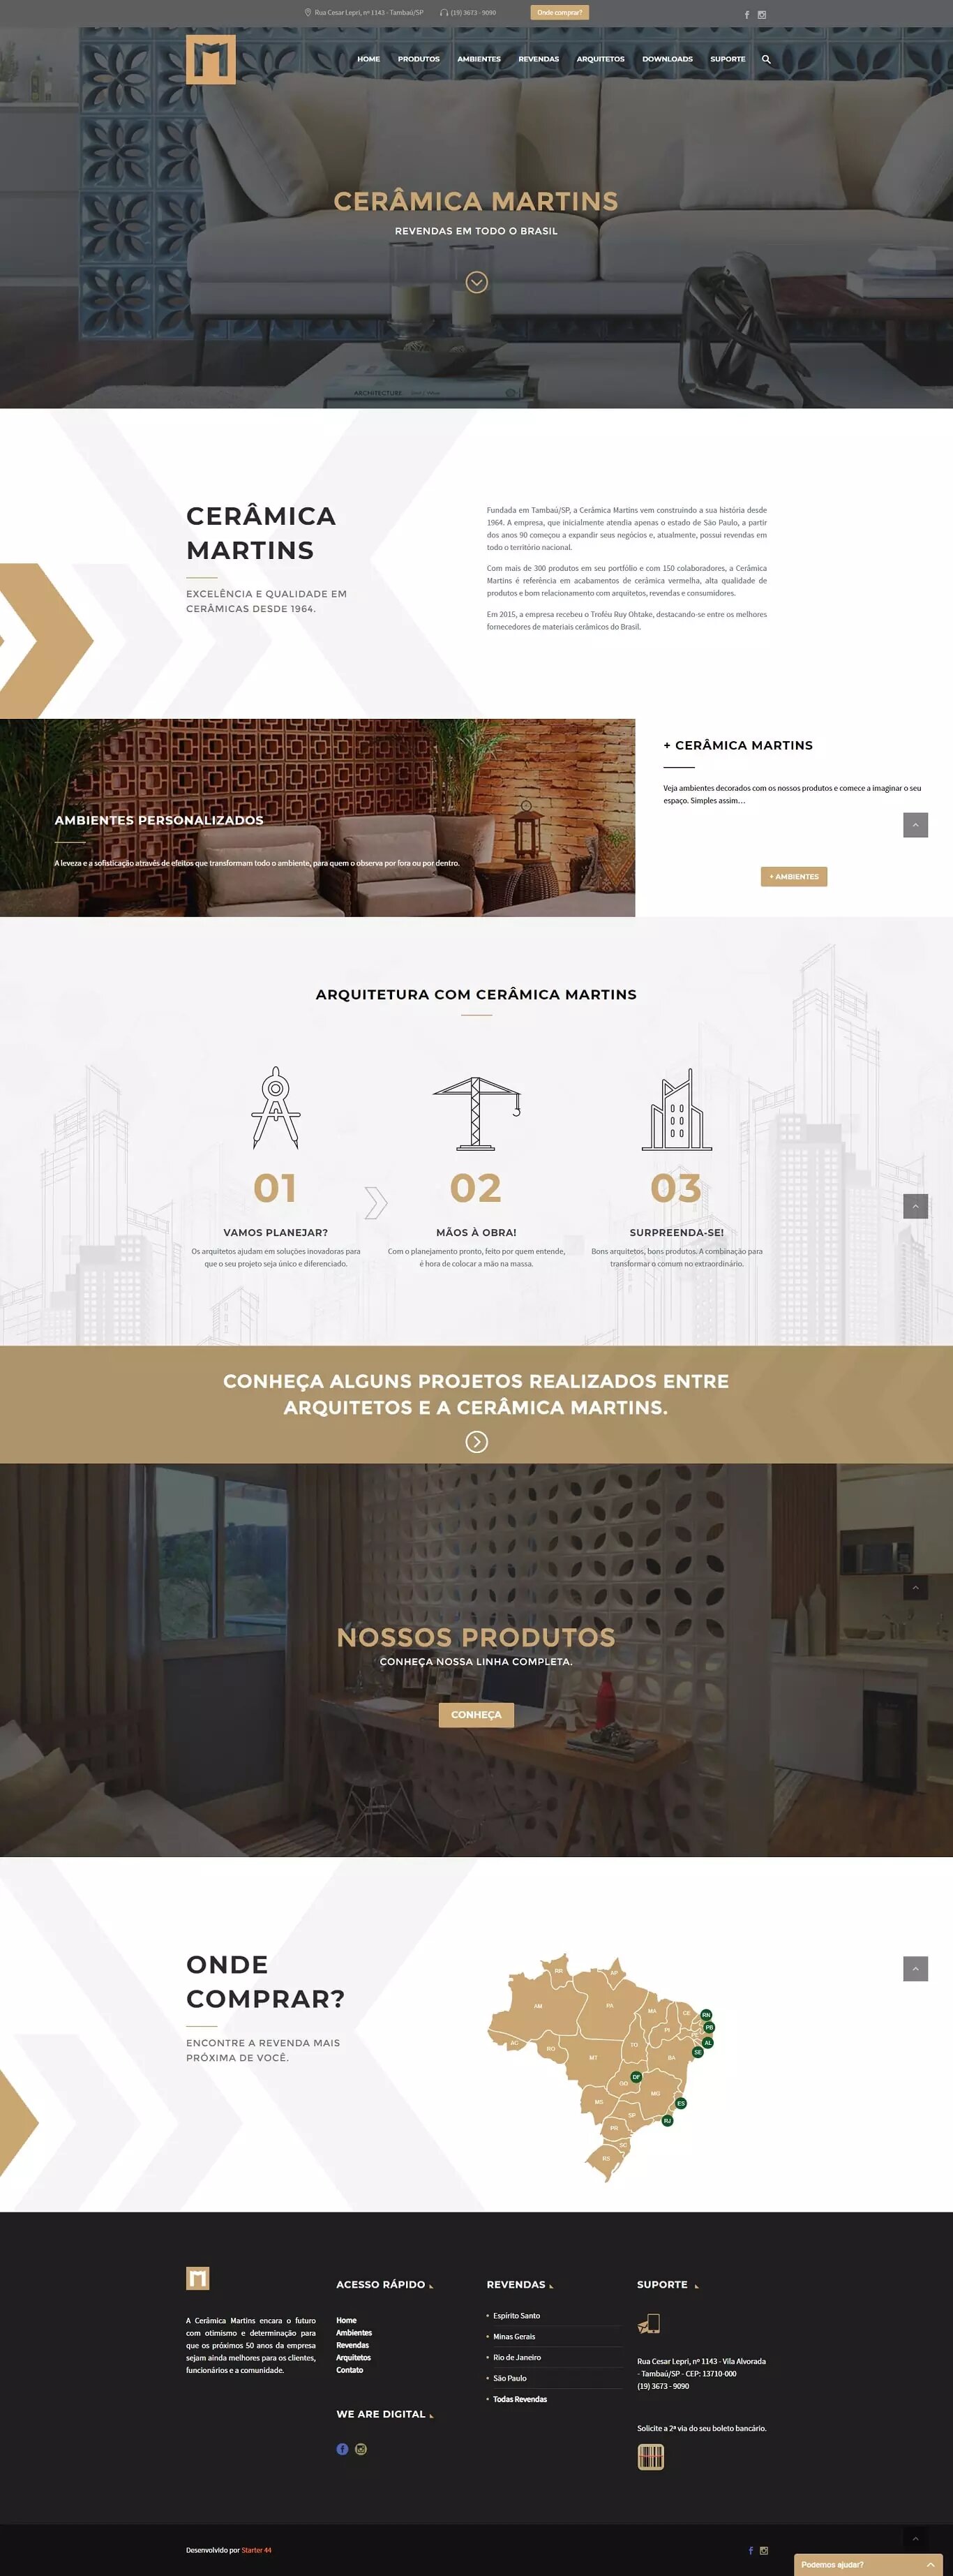 Rua Cesar Lepri, nº 1143 - Tambaú/SP (19) 3673 - 9090 Onde comprar?
HOME PRODUTOS AMBIENTES REVENDAS ARQUITETOS DOWNLOADS SUPORTE
CERÂMICA MARTINS
REVENDAS EM TODO O BRASIL
ARCHITECTURE
CERÂMICA
MARTINS
EXCELÊNCIA E QUALIDADE EM
CERÂMICAS DESDE 1964.
Fundada em Tambaú/SP, a Cerâmica Martins vem construindo a sua história desde
1964. A empresa, que inicialmente atendia apenas o estado de São Paulo, a partir
dos anos 90 começou a expandir seus negócios e, atualmente, possui revendas em
todo o território nacional.
Com mais de 300 produtos em seu portfólio e com 150 colaboradores, a Cerâmica
Martins é referência em acabamentos de cerâmica vermelha, alta qualidade de
produtos e bom relacionamento com arquitetos, revendas e consumidores.
Em 2015, a empresa recebeu o Troféu Ruy Ohtake, destacando-se entre os melhores
fornecedores de materiais cerâmicos do Brasil.
AMBIENTES PERSONALIZADOS
A leveza e a sofisticação através de efeitos que transformam todo o ambiente, para quem o observa por fora ou por dentro.
+ CERÂMICA MARTINS
Veja ambientes decorados com os nossos produtos e comece a imaginar o seu
espaço. Simples assim…
+ AMBIENTES
ARQUITETURA COM CERÂMICA MARTINS
01
VAMOS PLANEJAR?
Os arquitetos ajudam em soluções inovadoras para
que o seu projeto seja único e diferenciado.
02
MÃOS À OBRA!
Com o planejamento pronto, feito por quem entende,
é hora de colocar a mão na massa.
03
SURPREENDA-SE!
Bons arquitetos, bons produtos. A combinação para
transformar o comum no extraordinário.
CONHEÇA ALGUNS PROJETOS REALIZADOS ENTRE
ARQUITETOS E A CERÂMICA MARTINS.
NOSSOS PRODUTOS
CONHEÇA NOSSA LINHA COMPLETA.
CONHEÇA
ONDE
COMPRAR?
ENCONTRE A REVENDA MAIS
PRÓXIMA DE VOCÊ.
RR AP
AM PA MA CE RN
PB
PI
AC RO TO AL
SE
MT BA
DF
GO
MG
MS ES
SP RJ
PR
SC
RS
A Cerâmica Martins encara o futuro
com otimismo e determinação para
que os próximos 50 anos da empresa
sejam ainda melhores para os clientes,
funcionários e a comunidade.
ACESSO RÁPIDO
Home
Ambientes
Revendas
Arquitetos
Contato
WE ARE DIGITAL
REVENDAS
Espírito Santo
Minas Gerais
Rio de Janeiro
São Paulo
Todas Revendas
SUPORTE
Rua Cesar Lepri, nº 1143 - Vila Alvorada
- Tambaú/SP - CEP: 13710-000
(19) 3673 - 9090
Solicite a 2ª via do seu boleto bancário.
Desenvolvido por Starter 44
Podemos ajudar?